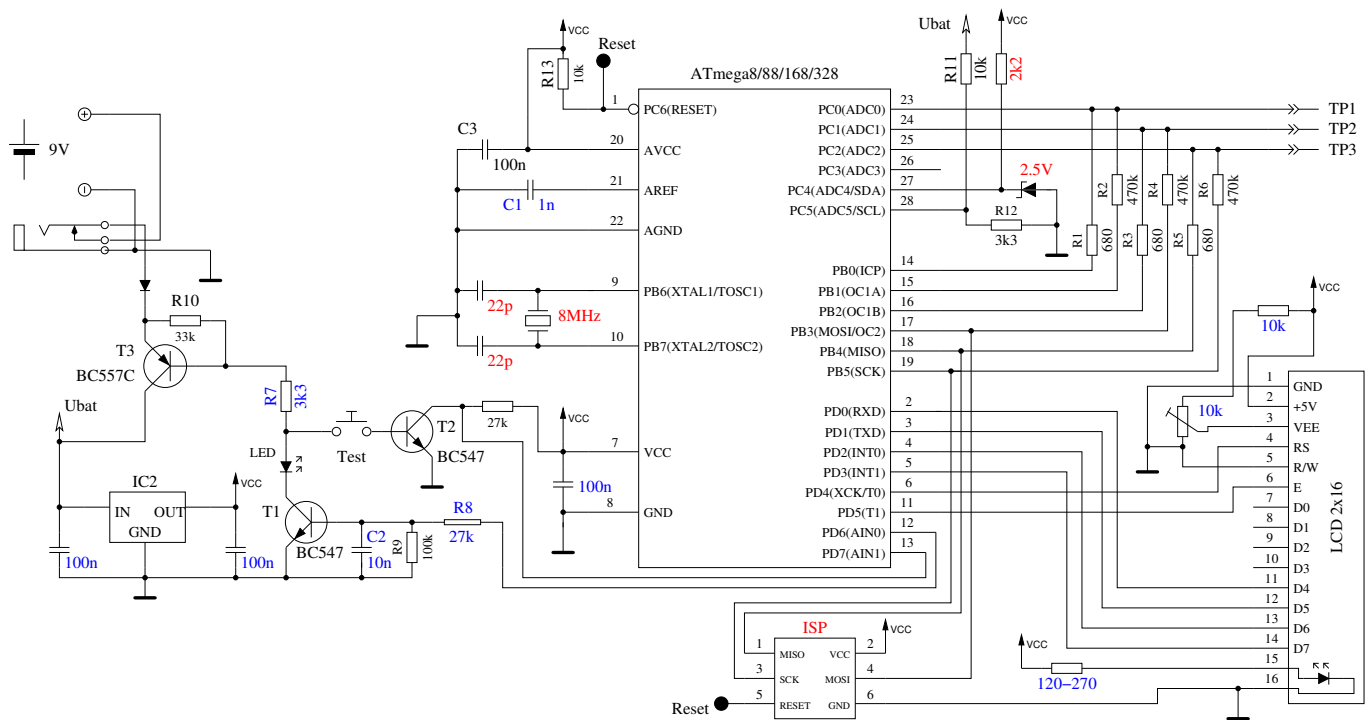 VCC
Reset
R13
10k
ATmega8/88/168/328
Ubat
VCC
R11
10k
2k2
9V
C3
100n
C1
1n
1
PC6(RESET)
20
AVCC
21
AREF
22
AGND
9
PB6(XTAL1/TOSC1)
10
PB7(XTAL2/TOSC2)
7
VCC
8
GND
22p
8MHz
22p
PC0(ADC0)
23
PC1(ADC1)
24
PC2(ADC2)
25
PC3(ADC3)
26
PC4(ADC4/SDA)
27
PC5(ADC5/SCL)
28
PB0(ICP)
14
PB1(OC1A)
15
PB2(OC1B)
16
PB3(MOSI/OC2)
17
PB4(MISO)
18
PB5(SCK)
19
PD0(RXD)
2
PD1(TXD)
3
PD2(INT0)
4
PD3(INT1)
5
PD4(XCK/T0)
6
PD5(T1)
11
PD6(AIN0)
12
PD7(AIN1)
13
2.5V
R12
3k3
R1
680
R2
470k
R3
680
R4
470k
R5
680
R6
470k
TP1
TP2
TP3
R10
33k
T3
BC557C
R7
3k3
Ubat
LED
Test
T2
BC547
27k
VCC
100n
IC2
IN
OUT
GND
VCC
100n
100n
T1
BC547
C2
10n
R9
100k
R8
27k
VCC
10k
10k
1
GND
2
+5V
3
VEE
4
RS
5
R/W
6
E
7
D0
8
D1
9
D2
10
D3
11
D4
12
D5
13
D6
14
D7
15
16
LCD 2x16
VCC
120−270
ISP
1
MISO
VCC
2
VCC
3
SCK
MOSI
4
5
RESET
GND
6
Reset